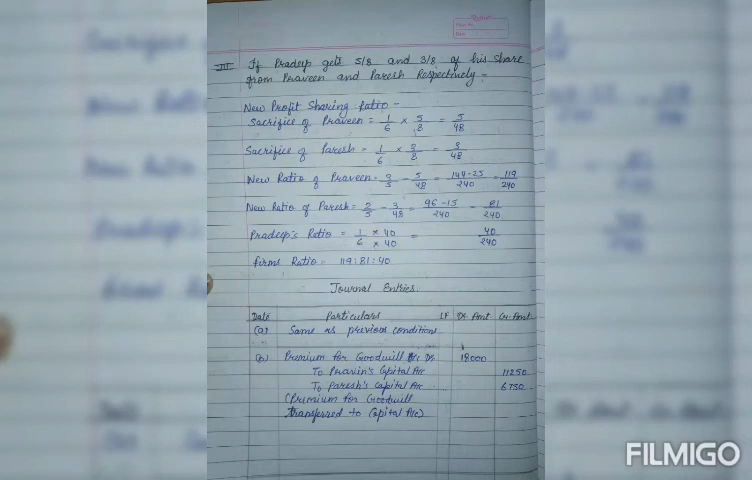 III If Pradeep gets 5/8 and 3/8 of his share
from Praveen and Paresh Respectively -
New Profit Sharing Ratio -
Sacrifice of Praveen = 1/6 × 5/8 = 5/48
Sacrifice of Paresh = 1/6 × 3/8 = 3/48
New Ratio of Praveen = 3/5 - 5/48 = 144-25/240 = 119/240
New Ratio of Paresh = 2/5 - 3/48 = 96-15/240 = 81/240
Pradeep's Ratio = 1/6 × 40/× 40 = 40/240
firms Ratio = 119:81:40
Journal Entries
Date Particulars LF Dr. Amt Cr. Amt
(a) Same as previous conditions
(b) Premium for Goodwill A/c Dr. 18000
To Pravin's Capital A/c 11250
To Paresh's Capital A/c 6750
(Premium for Goodwill
transferred to Capital A/c)
FILMIGO